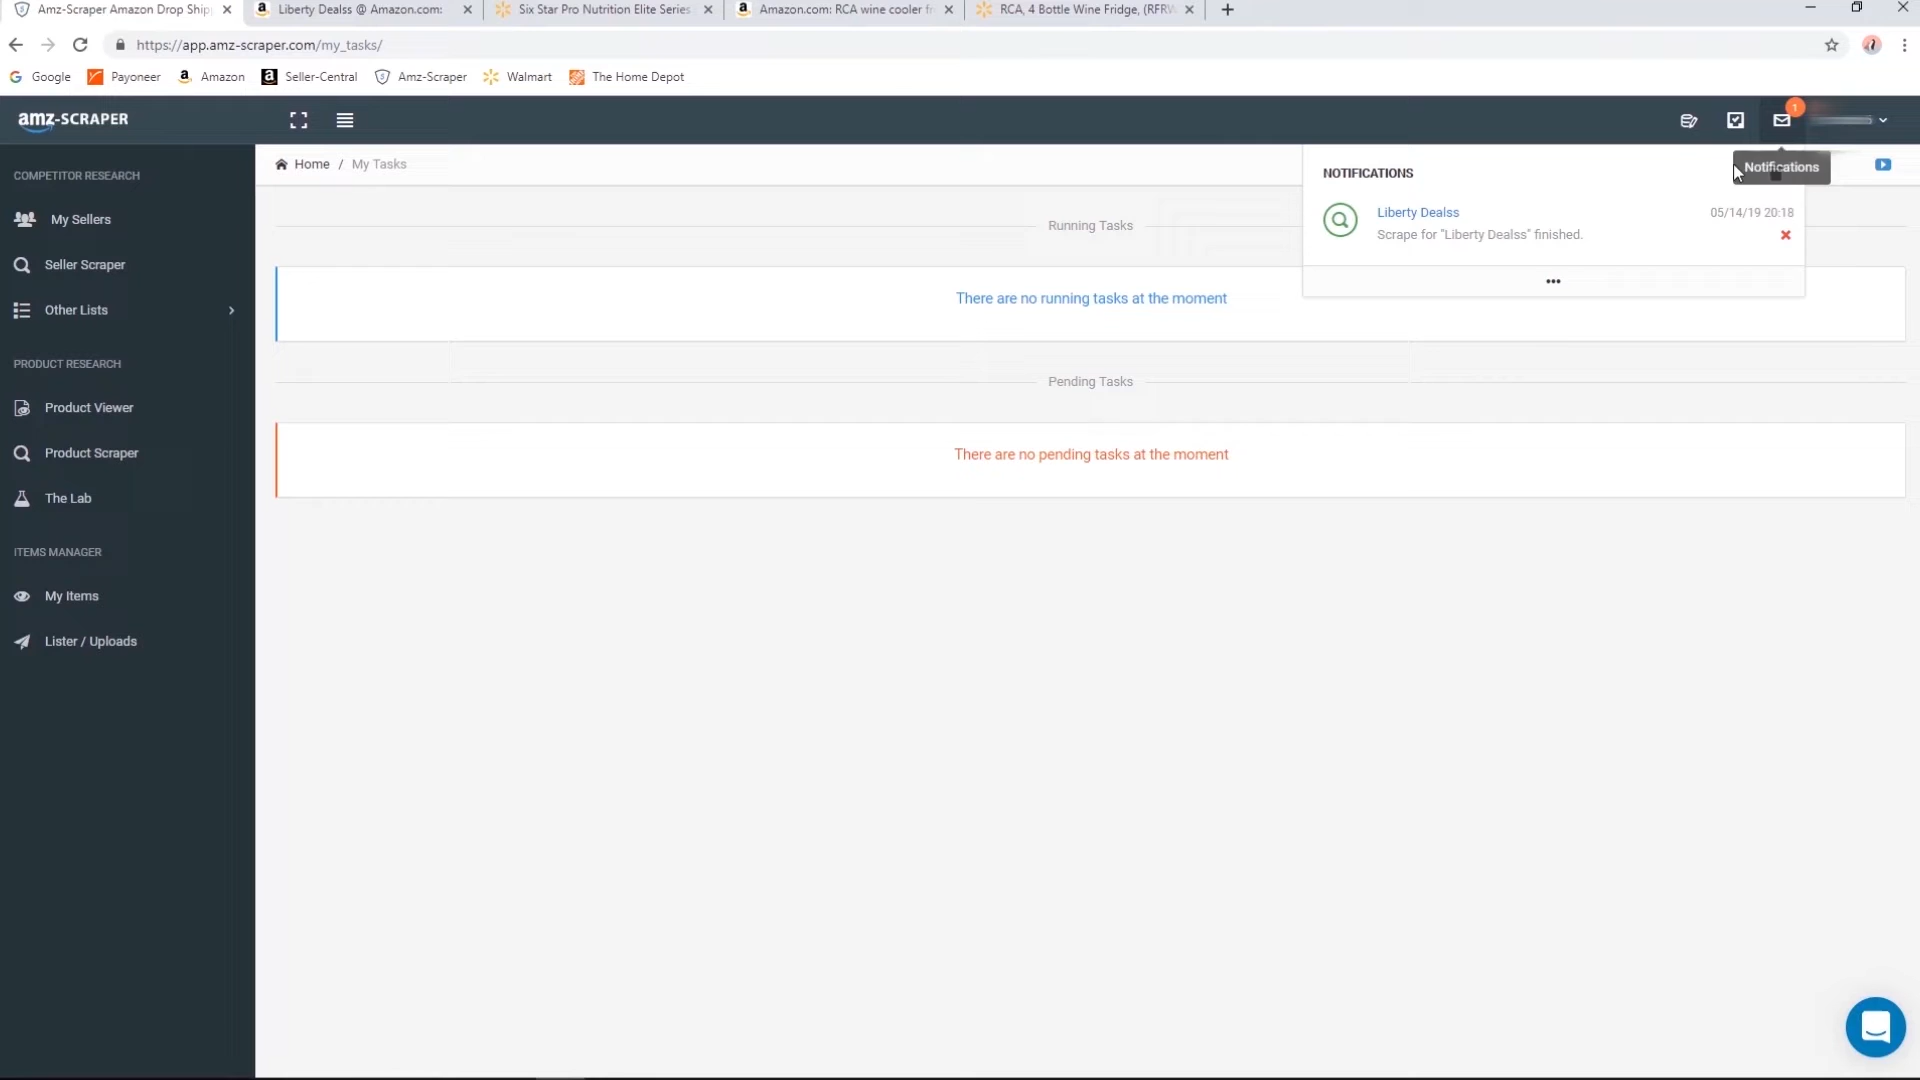 Amz-Scraper Amazon Drop Ship
Liberty Dealss @ Amazon.com:
Six Star Pro Nutrition Elite Series
Amazon.com: RCA wine cooler fr
RCA, 4 Bottle Wine Fridge, (RFRW
https://app.amz-scraper.com/my_tasks/
Google
Payoneer
Amazon
Seller-Central
Amz-Scraper
Walmart
The Home Depot
amz-SCRAPER
1
Home / My Tasks
COMPETITOR RESEARCH
My Sellers
Seller Scraper
Other Lists
PRODUCT RESEARCH
Product Viewer
Product Scraper
The Lab
ITEMS MANAGER
My Items
Lister / Uploads
Running Tasks
There are no running tasks at the moment
Pending Tasks
There are no pending tasks at the moment
NOTIFICATIONS
Notifications
Liberty Dealss
05/14/19 20:18
Scrape for "Liberty Dealss" finished.